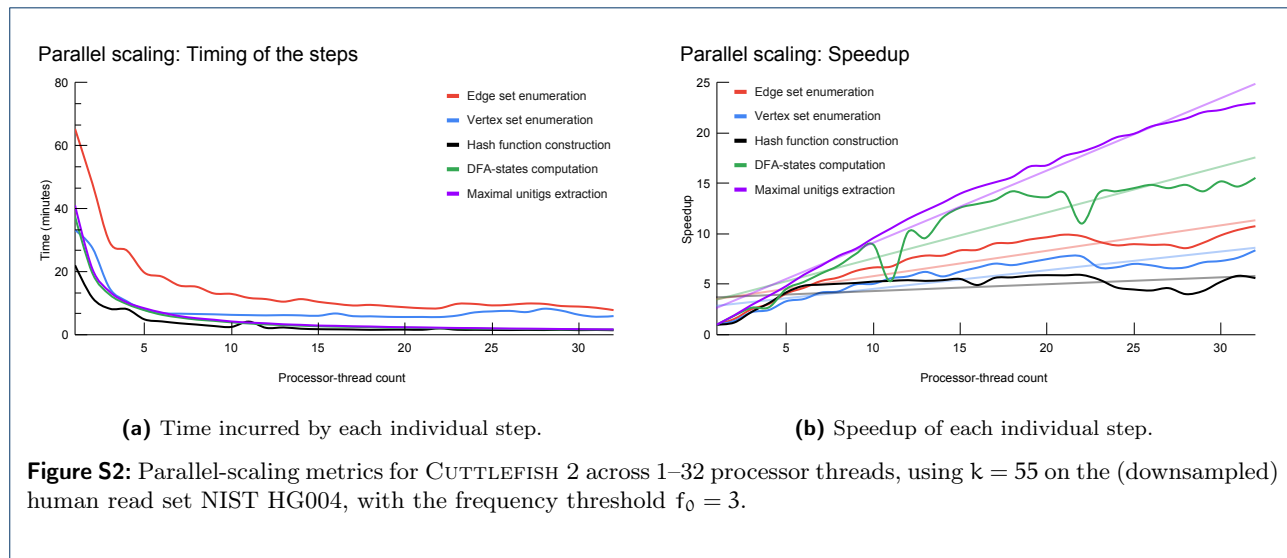 Parallel scaling: Timing of the steps
80
60
40
20
0
Time (minutes)
Edge set enumeration
Vertex set enumeration
Hash function construction
DFA-states computation
Maximal unitigs extraction
5
10
15
20
25
30
Processor-thread count
(a) Time incurred by each individual step.
Parallel scaling: Speedup
25
20
15
10
5
0
Speedup
Edge set enumeration
Vertex set enumeration
Hash function construction
DFA-states computation
Maximal unitigs extraction
5
10
15
20
25
30
Processor-thread count
(b) Speedup of each individual step.
Figure S2: Parallel-scaling metrics for CUTTLEFISH 2 across 1–32 processor threads, using k = 55 on the (downsampled)
human read set NIST HG004, with the frequency threshold f₀ = 3.